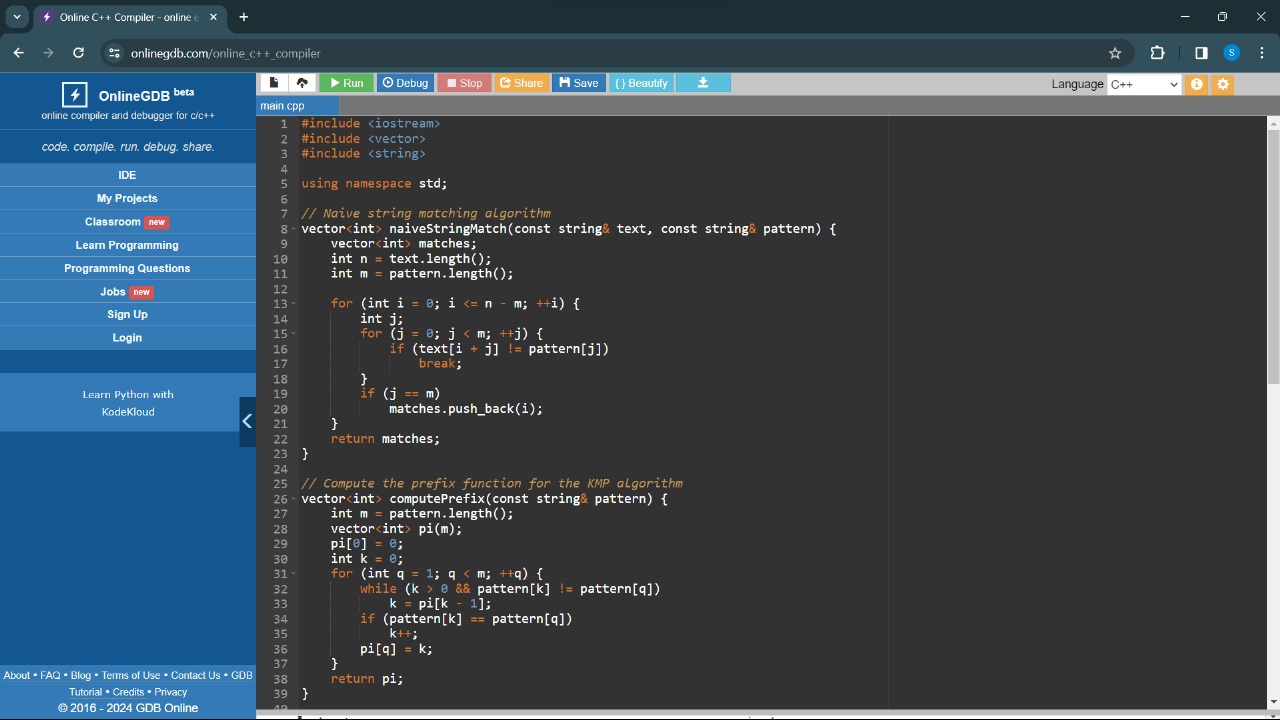 Online C++ Compiler - online e
onlinegdb.com/online_c++_compiler
S
OnlineGDB beta
online compiler and debugger for c/c++
code. compile. run. debug. share.
IDE
My Projects
Classroom new
Learn Programming
Programming Questions
Jobs new
Sign Up
Login
Learn Python with
KodeKloud
About • FAQ • Blog • Terms of Use • Contact Us • GDB
Tutorial • Credits • Privacy
© 2016 - 2024 GDB Online
Run Debug Stop Share Save { } Beautify
Language C++
main.cpp
1 #include <iostream>
2 #include <vector>
3 #include <string>
4
5 using namespace std;
6
7 // Naive string matching algorithm
8 vector<int> naiveStringMatch(const string& text, const string& pattern) {
9     vector<int> matches;
10     int n = text.length();
11     int m = pattern.length();
12
13     for (int i = 0; i <= n - m; ++i) {
14         int j;
15         for (j = 0; j < m; ++j) {
16             if (text[i + j] != pattern[j])
17                 break;
18         }
19         if (j == m)
20             matches.push_back(i);
21     }
22     return matches;
23 }
24
25 // Compute the prefix function for the KMP algorithm
26 vector<int> computePrefix(const string& pattern) {
27     int m = pattern.length();
28     vector<int> pi(m);
29     pi[0] = 0;
30     int k = 0;
31     for (int q = 1; q < m; ++q) {
32         while (k > 0 && pattern[k] != pattern[q])
33             k = pi[k - 1];
34         if (pattern[k] == pattern[q])
35             k++;
36         pi[q] = k;
37     }
38     return pi;
39 }
40